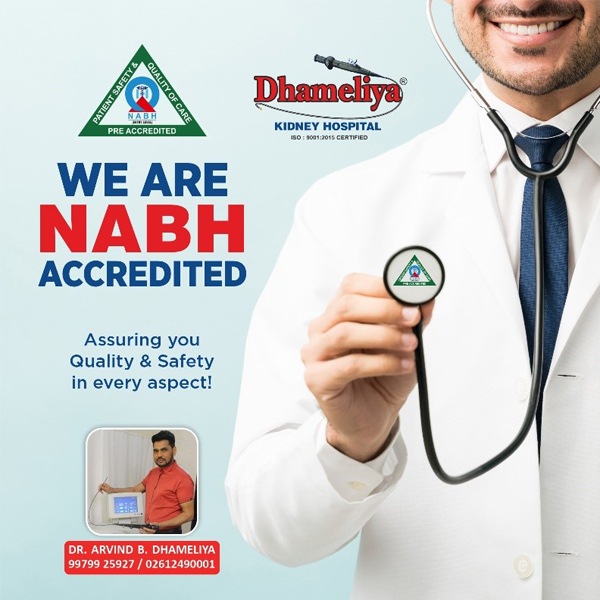 PATIENT SAFETY & QUALITY OF CARE
NABH
PRE ACCREDITED
Dhameliya®
KIDNEY HOSPITAL
ISO : 9001:2015 CERTIFIED
WE ARE
NABH
ACCREDITED
Assuring you
Quality & Safety
in every aspect!
DR. ARVIND B. DHAMELIYA
99799 25927 / 02612490001